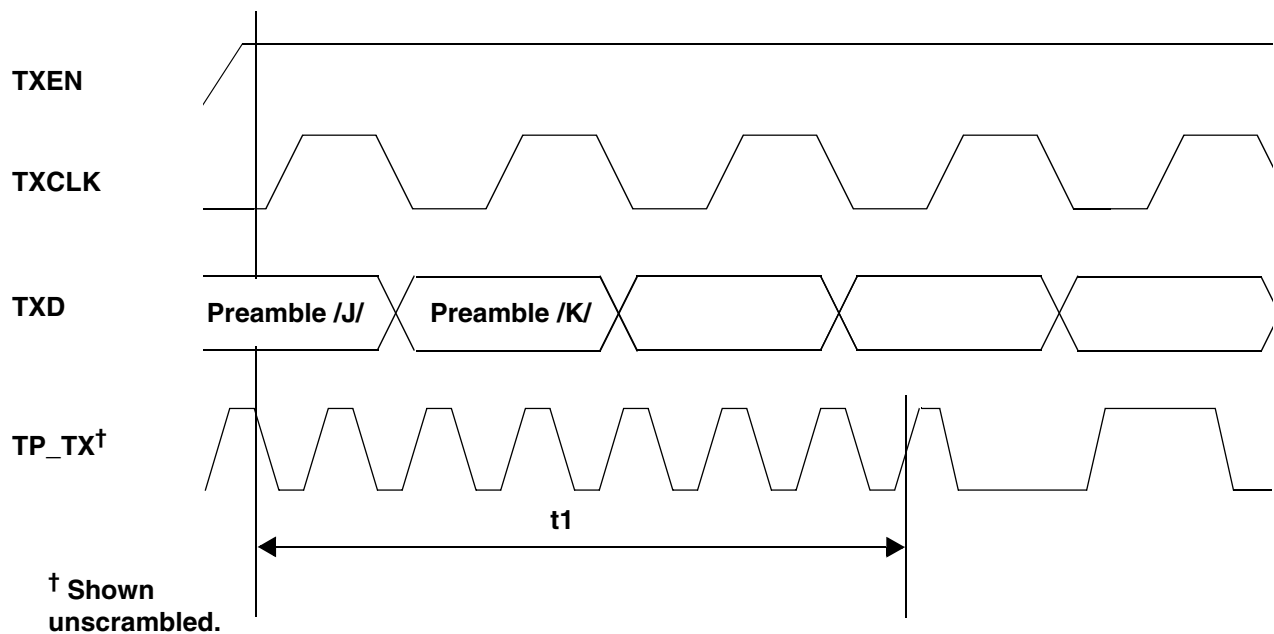 TXEN
TXCLK
TXD
Preamble /J/
Preamble /K/
TP_TX†
t1
† Shown
unscrambled.